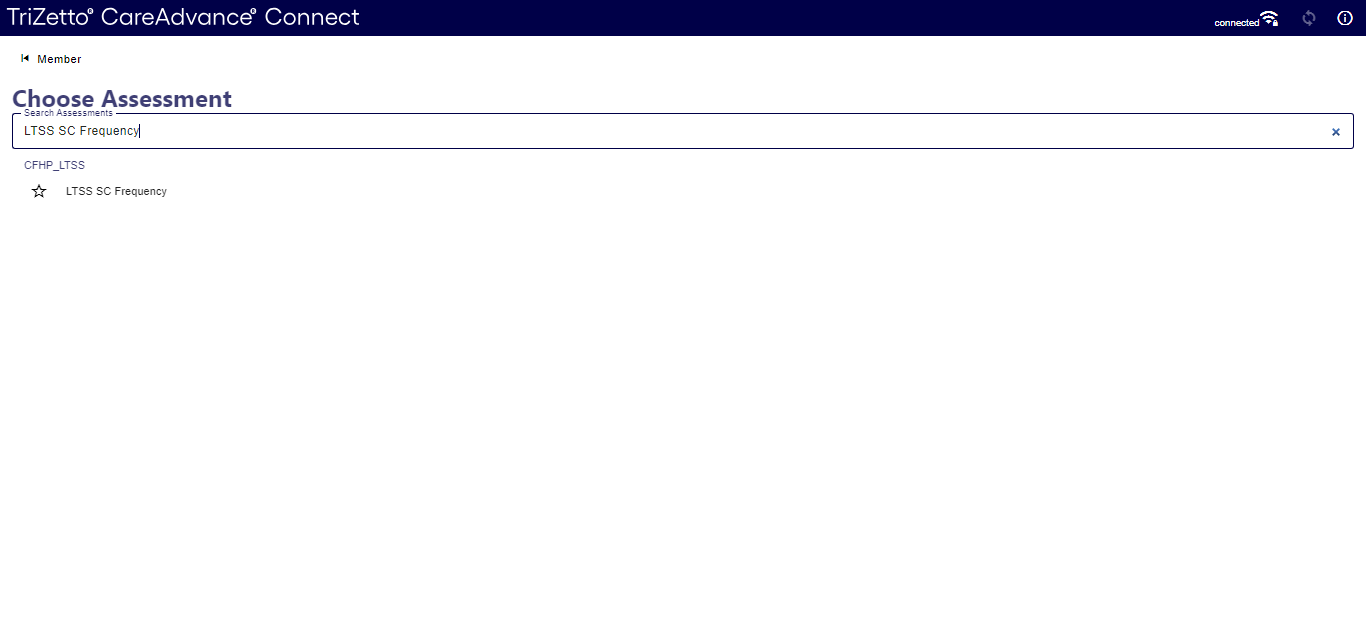 TriZetto® CareAdvance® Connect
connected
Member
Choose Assessment
Search Assessments
LTSS SC Frequency
CFHP_LTSS
LTSS SC Frequency